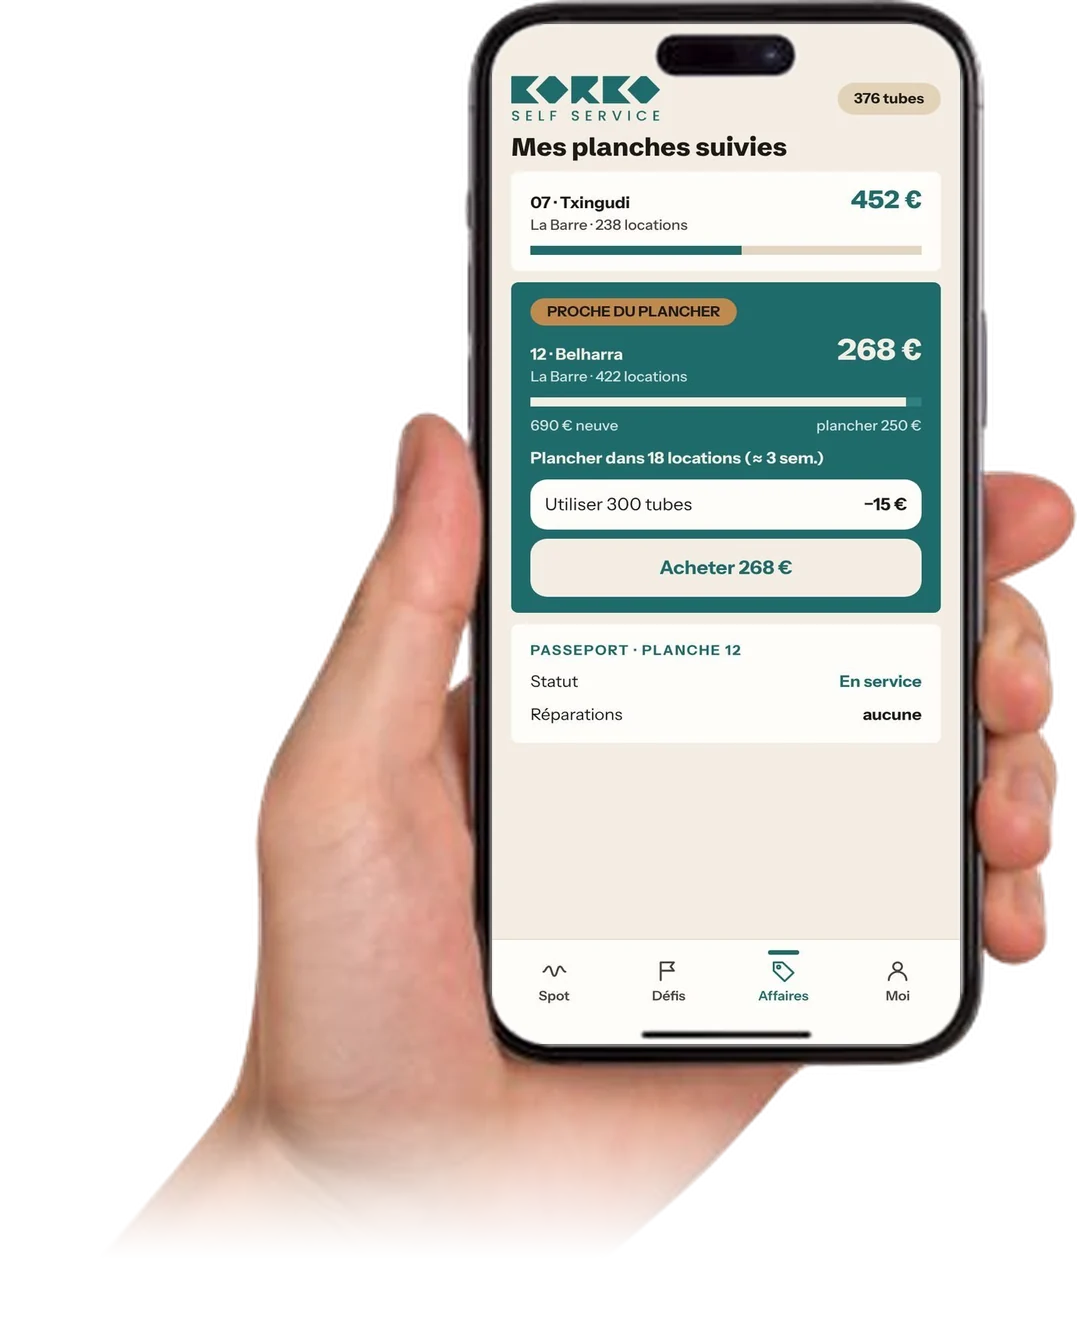 KORKO
SELF SERVICE
376 tubes
Mes planches suivies
07 · Txingudi
452 €
La Barre · 238 locations
PROCHE DU PLANCHER
12 · Belharra
268 €
La Barre · 422 locations
690 € neuve
plancher 250 €
Plancher dans 18 locations (≈ 3 sem.)
Utiliser 300 tubes
−15 €
Acheter 268 €
PASSEPORT · PLANCHE 12
Statut
En service
Réparations
aucune
Spot
Défis
Affaires
Moi